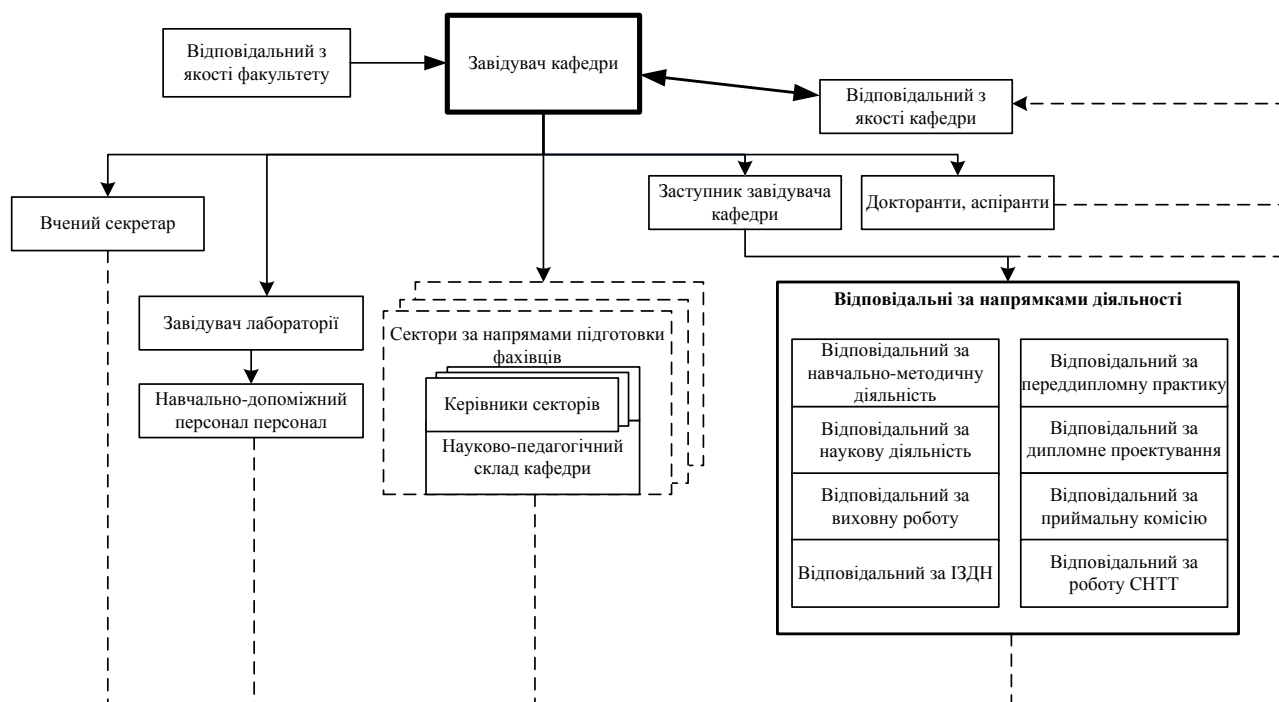 Відповідальний з
якості факультету
Завідувач кафедри
Відповідальний з
якості кафедри
Вчений секретар
Заступник завідувача
кафедри
Докторанти, аспіранти
Завідувач лабораторії
Навчально-допоміжний
персонал персонал
Сектори за напрямами підготовки
фахівців
Керівники секторів
Науково-педагогічний
склад кафедри
Відповідальні за напрямками діяльності
Відповідальний за
навчально-методичну
діяльність
Відповідальний за
наукову діяльність
Відповідальний за
виховну роботу
Відповідальний за ІЗДН
Відповідальний за
переддипломну практику
Відповідальний за
дипломне проектування
Відповідальний за
приймальну комісію
Відповідальний за
роботу СНТТ